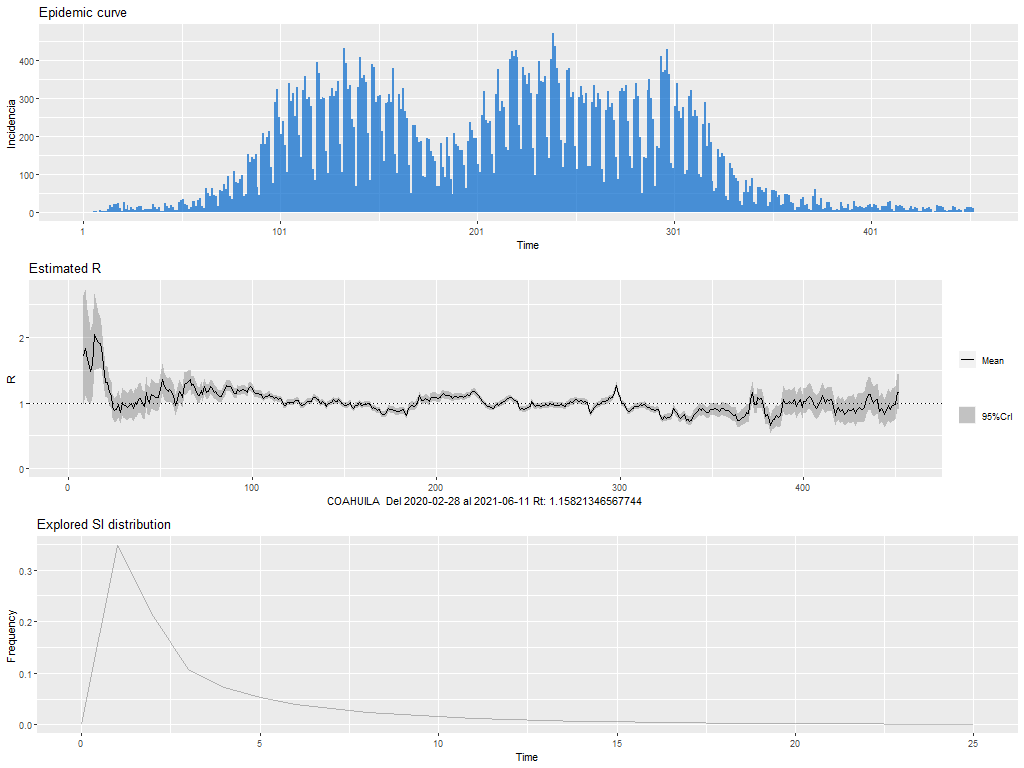 Epidemic curve
Incidencia
400
300
200
100
0
1
101
201
301
401
Time
Estimated R
R
2
1
0
0
100
200
300
400
Mean
95%CrI
COAHUILA Del 2020-02-28 al 2021-06-11 Rt: 1.15821346567744
Explored SI distribution
Frequency
0.3
0.2
0.1
0.0
0
5
10
15
20
25
Time